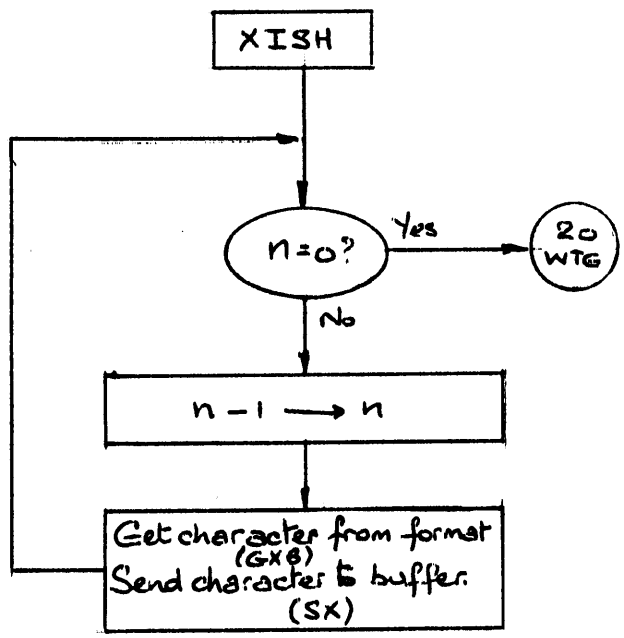 XISH
n=0?
Yes
20
WTG
No
n - 1 → n
Get character from format
(GXB)
Send character to buffer.
(SX)